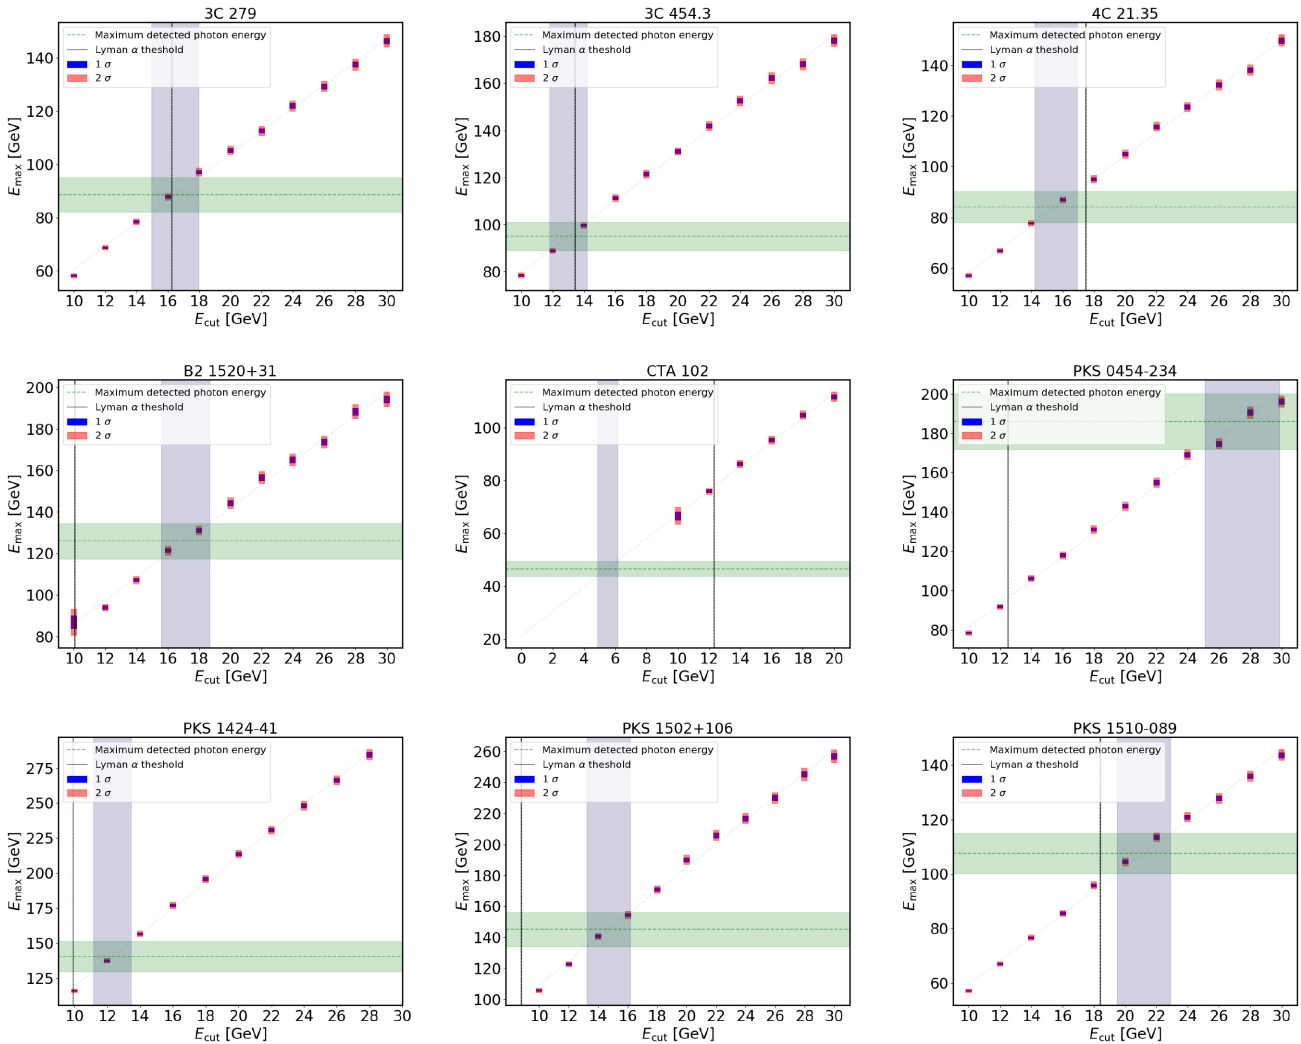 3C 279
Maximum detected photon energy
Lyman α theshold
1 σ
2 σ
140
120
100
80
60
E_max [GeV]
10 12 14 16 18 20 22 24 26 28 30
E_cut [GeV]
3C 454.3
Maximum detected photon energy
Lyman α theshold
1 σ
2 σ
180
160
140
120
100
80
E_max [GeV]
10 12 14 16 18 20 22 24 26 28 30
E_cut [GeV]
4C 21.35
Maximum detected photon energy
Lyman α theshold
1 σ
2 σ
140
120
100
80
60
E_max [GeV]
10 12 14 16 18 20 22 24 26 28 30
E_cut [GeV]
B2 1520+31
Maximum detected photon energy
Lyman α theshold
1 σ
2 σ
200
180
160
140
120
100
80
E_max [GeV]
10 12 14 16 18 20 22 24 26 28 30
E_cut [GeV]
CTA 102
Maximum detected photon energy
Lyman α theshold
1 σ
2 σ
100
80
60
40
20
E_max [GeV]
0 2 4 6 8 10 12 14 16 18 20
E_cut [GeV]
PKS 0454-234
Maximum detected photon energy
Lyman α theshold
1 σ
2 σ
200
180
160
140
120
100
80
E_max [GeV]
10 12 14 16 18 20 22 24 26 28 30
E_cut [GeV]
PKS 1424-41
Maximum detected photon energy
Lyman α theshold
1 σ
2 σ
275
250
225
200
175
150
125
E_max [GeV]
10 12 14 16 18 20 22 24 26 28 30
E_cut [GeV]
PKS 1502+106
Maximum detected photon energy
Lyman α theshold
1 σ
2 σ
260
240
220
200
180
160
140
120
100
E_max [GeV]
10 12 14 16 18 20 22 24 26 28 30
E_cut [GeV]
PKS 1510-089
Maximum detected photon energy
Lyman α theshold
1 σ
2 σ
140
120
100
80
60
E_max [GeV]
10 12 14 16 18 20 22 24 26 28 30
E_cut [GeV]